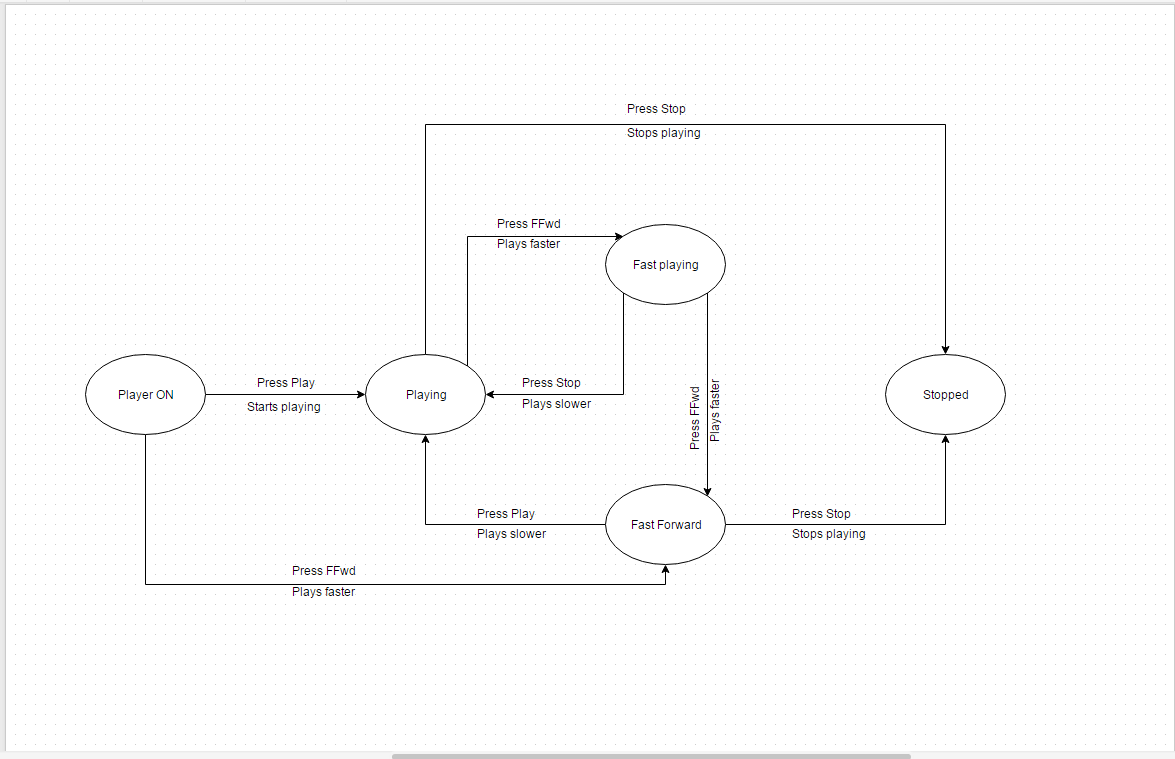 Press Stop
Stops playing
Press FFwd
Plays faster
Fast playing
Player ON
Press Play
Starts playing
Playing
Press Stop
Plays slower
Press FFwd
Plays faster
Stopped
Press Play
Plays slower
Fast Forward
Press Stop
Stops playing
Press FFwd
Plays faster